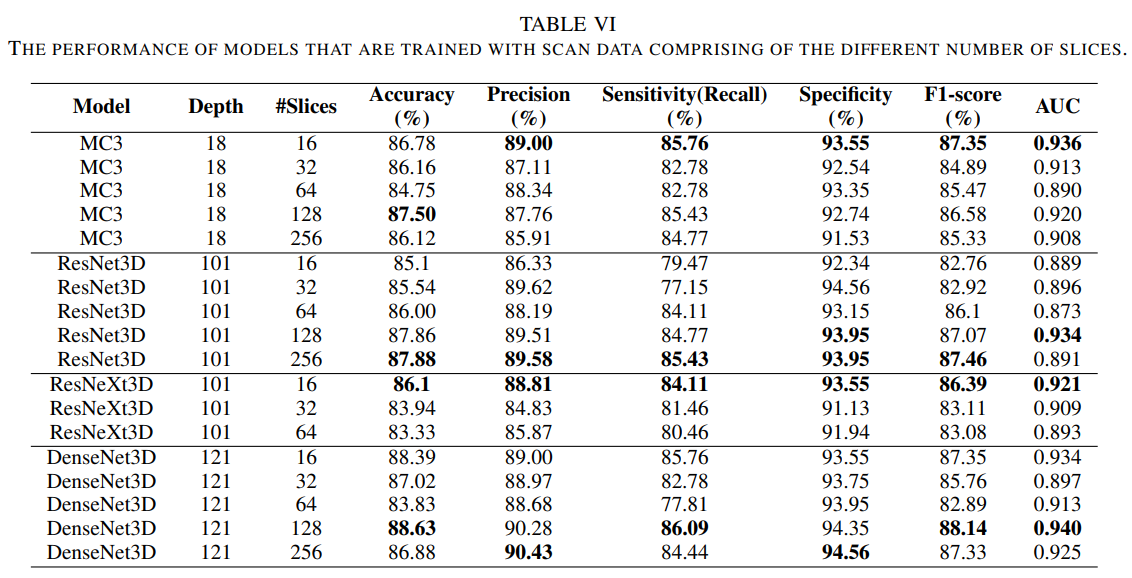 TABLE VI
THE PERFORMANCE OF MODELS THAT ARE TRAINED WITH SCAN DATA COMPRISING OF THE DIFFERENT NUMBER OF SLICES.
Model Depth #Slices Accuracy (%) Precision (%) Sensitivity(Recall) (%) Specificity (%) F1-score (%) AUC
MC3 18 16 86.78 89.00 85.76 93.55 87.35 0.936
MC3 18 32 86.16 87.11 82.78 92.54 84.89 0.913
MC3 18 64 84.75 88.34 82.78 93.35 85.47 0.890
MC3 18 128 87.50 87.76 85.43 92.74 86.58 0.920
MC3 18 256 86.12 85.91 84.77 91.53 85.33 0.908
ResNet3D 101 16 85.1 86.33 79.47 92.34 82.76 0.889
ResNet3D 101 32 85.54 89.62 77.15 94.56 82.92 0.896
ResNet3D 101 64 86.00 88.19 84.11 93.15 86.1 0.873
ResNet3D 101 128 87.86 89.51 84.77 93.95 87.07 0.934
ResNet3D 101 256 87.88 89.58 85.43 93.95 87.46 0.891
ResNeXt3D 101 16 86.1 88.81 84.11 93.55 86.39 0.921
ResNeXt3D 101 32 83.94 84.83 81.46 91.13 83.11 0.909
ResNeXt3D 101 64 83.33 85.87 80.46 91.94 83.08 0.893
DenseNet3D 121 16 88.39 89.00 85.76 93.55 87.35 0.934
DenseNet3D 121 32 87.02 88.97 82.78 93.75 85.76 0.897
DenseNet3D 121 64 83.83 88.68 77.81 93.95 82.89 0.913
DenseNet3D 121 128 88.63 90.28 86.09 94.35 88.14 0.940
DenseNet3D 121 256 86.88 90.43 84.44 94.56 87.33 0.925